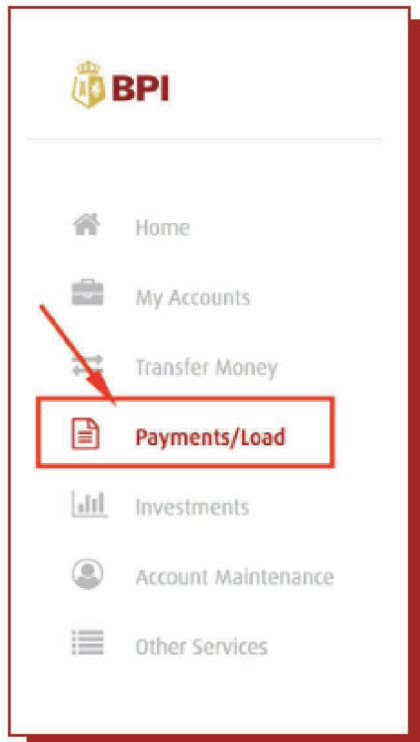 BPI
Home
My Accounts
Transfer Money
Payments/Load
Investments
Account Maintenance
Other Services